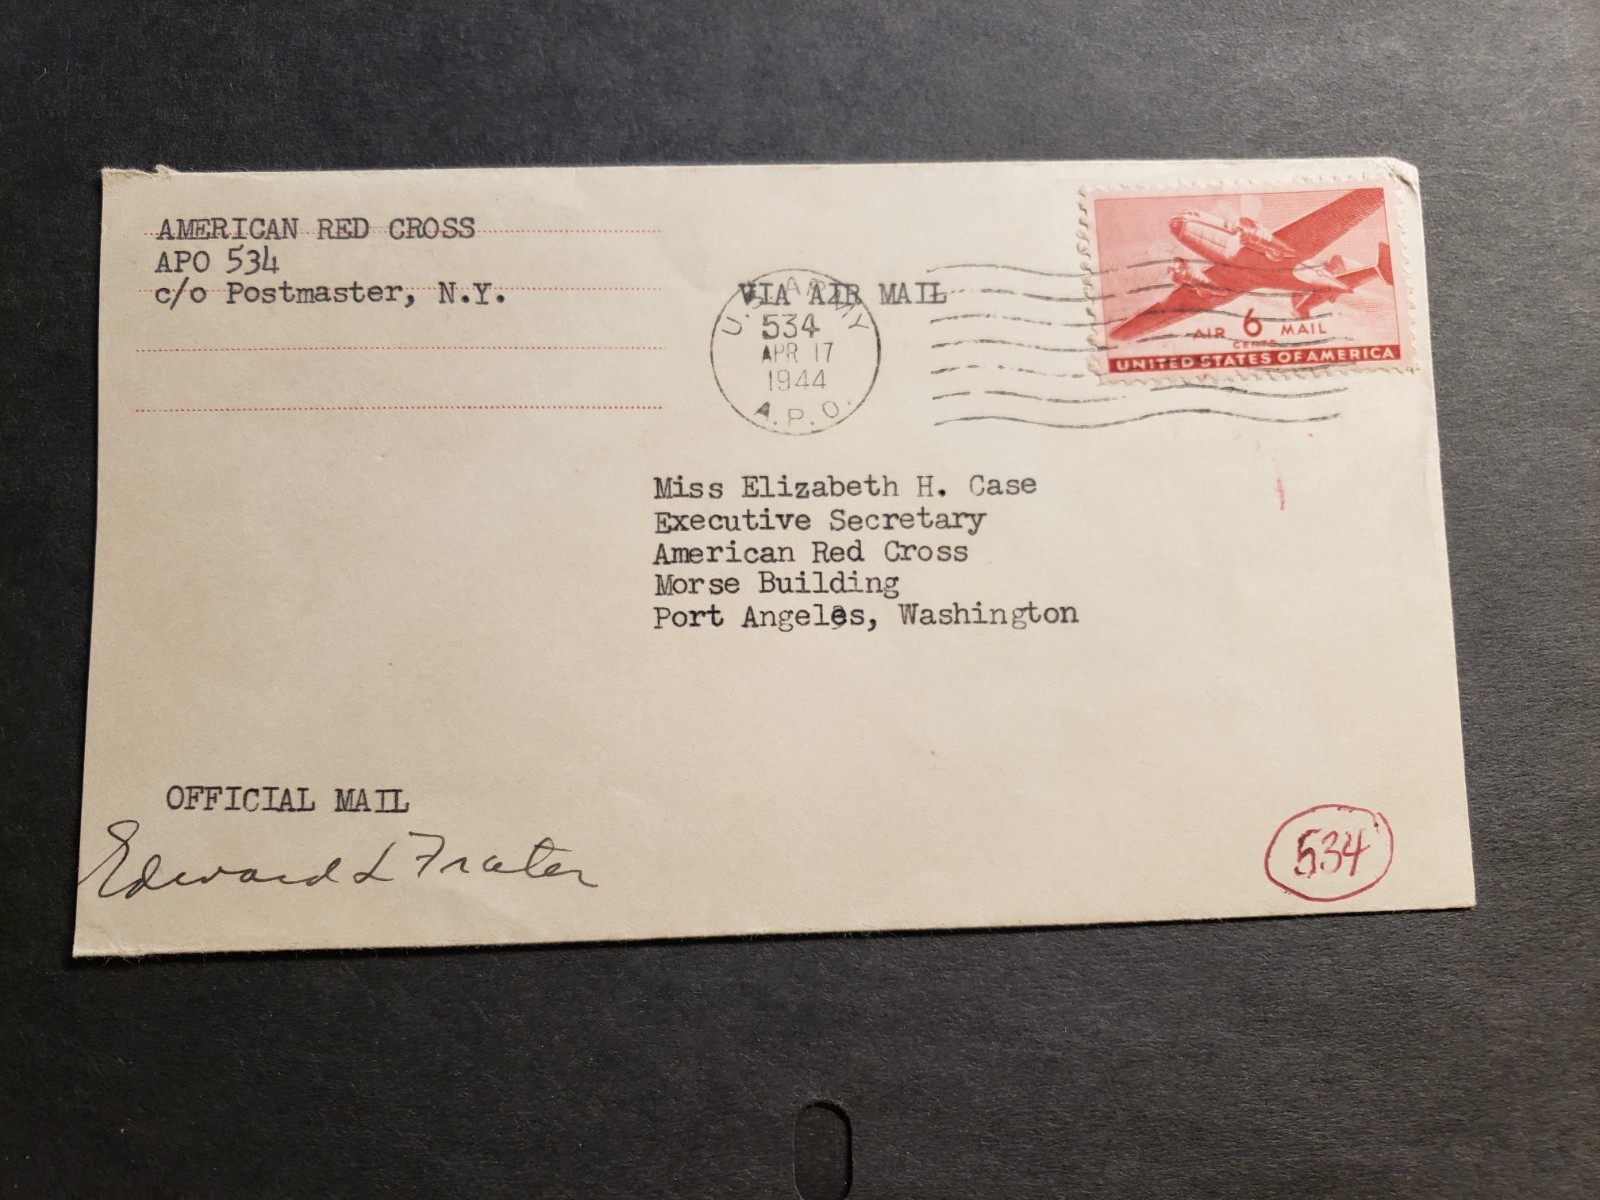 AMERICAN RED CROSS
APO 534
c/o Postmaster, N.Y.
VIA AIR MAIL
U.S. ARMY
534
APR 17
1944
A.P.O.
AIR 6 MAIL
CENTS
UNITED STATES OF AMERICA
Miss Elizabeth H. Case
Executive Secretary
American Red Cross
Morse Building
Port Angeles, Washington
OFFICIAL MAIL
Edward L Frater
534